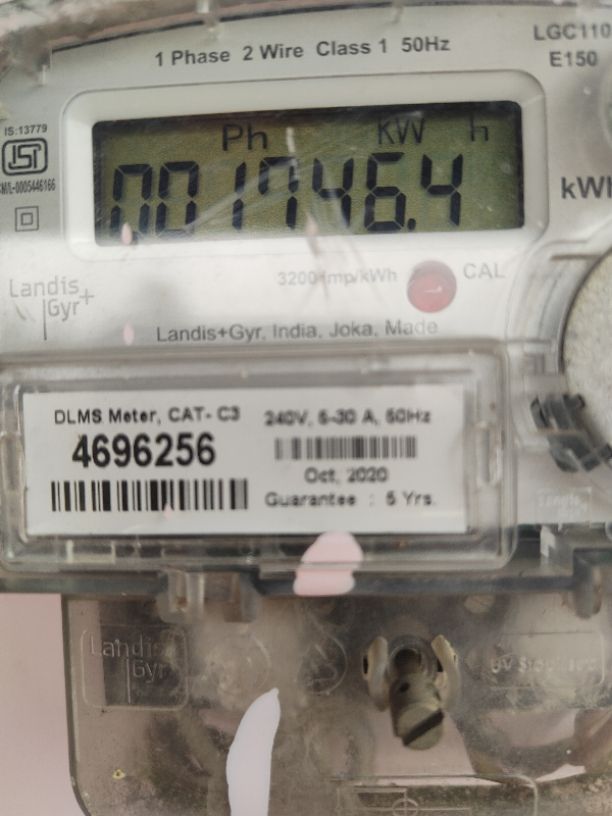 LGC110
1 Phase 2 Wire Class 1 50Hz
E150
IS:13779
Ph KW h
001746.4
CM/L-0005446166
kWh
3200 imp/kWh
CAL
Landis
Gyr+
Landis+Gyr, India, Joka, Made
DLMS Meter, CAT- C3
240V, 5-30 A, 50Hz
4696256
Oct, 2020
Guarantee : 5 Yrs.
Landis
Gyr